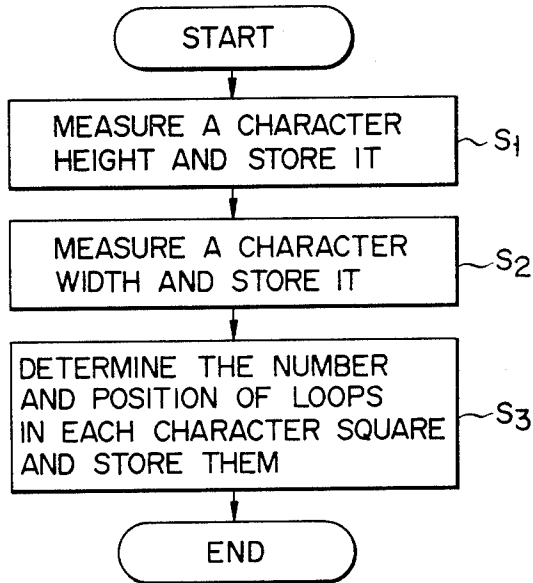 START
MEASURE A CHARACTER
HEIGHT AND STORE IT
S1
MEASURE A CHARACTER
WIDTH AND STORE IT
S2
DETERMINE THE NUMBER
AND POSITION OF LOOPS
IN EACH CHARACTER SQUARE
AND STORE THEM
S3
END